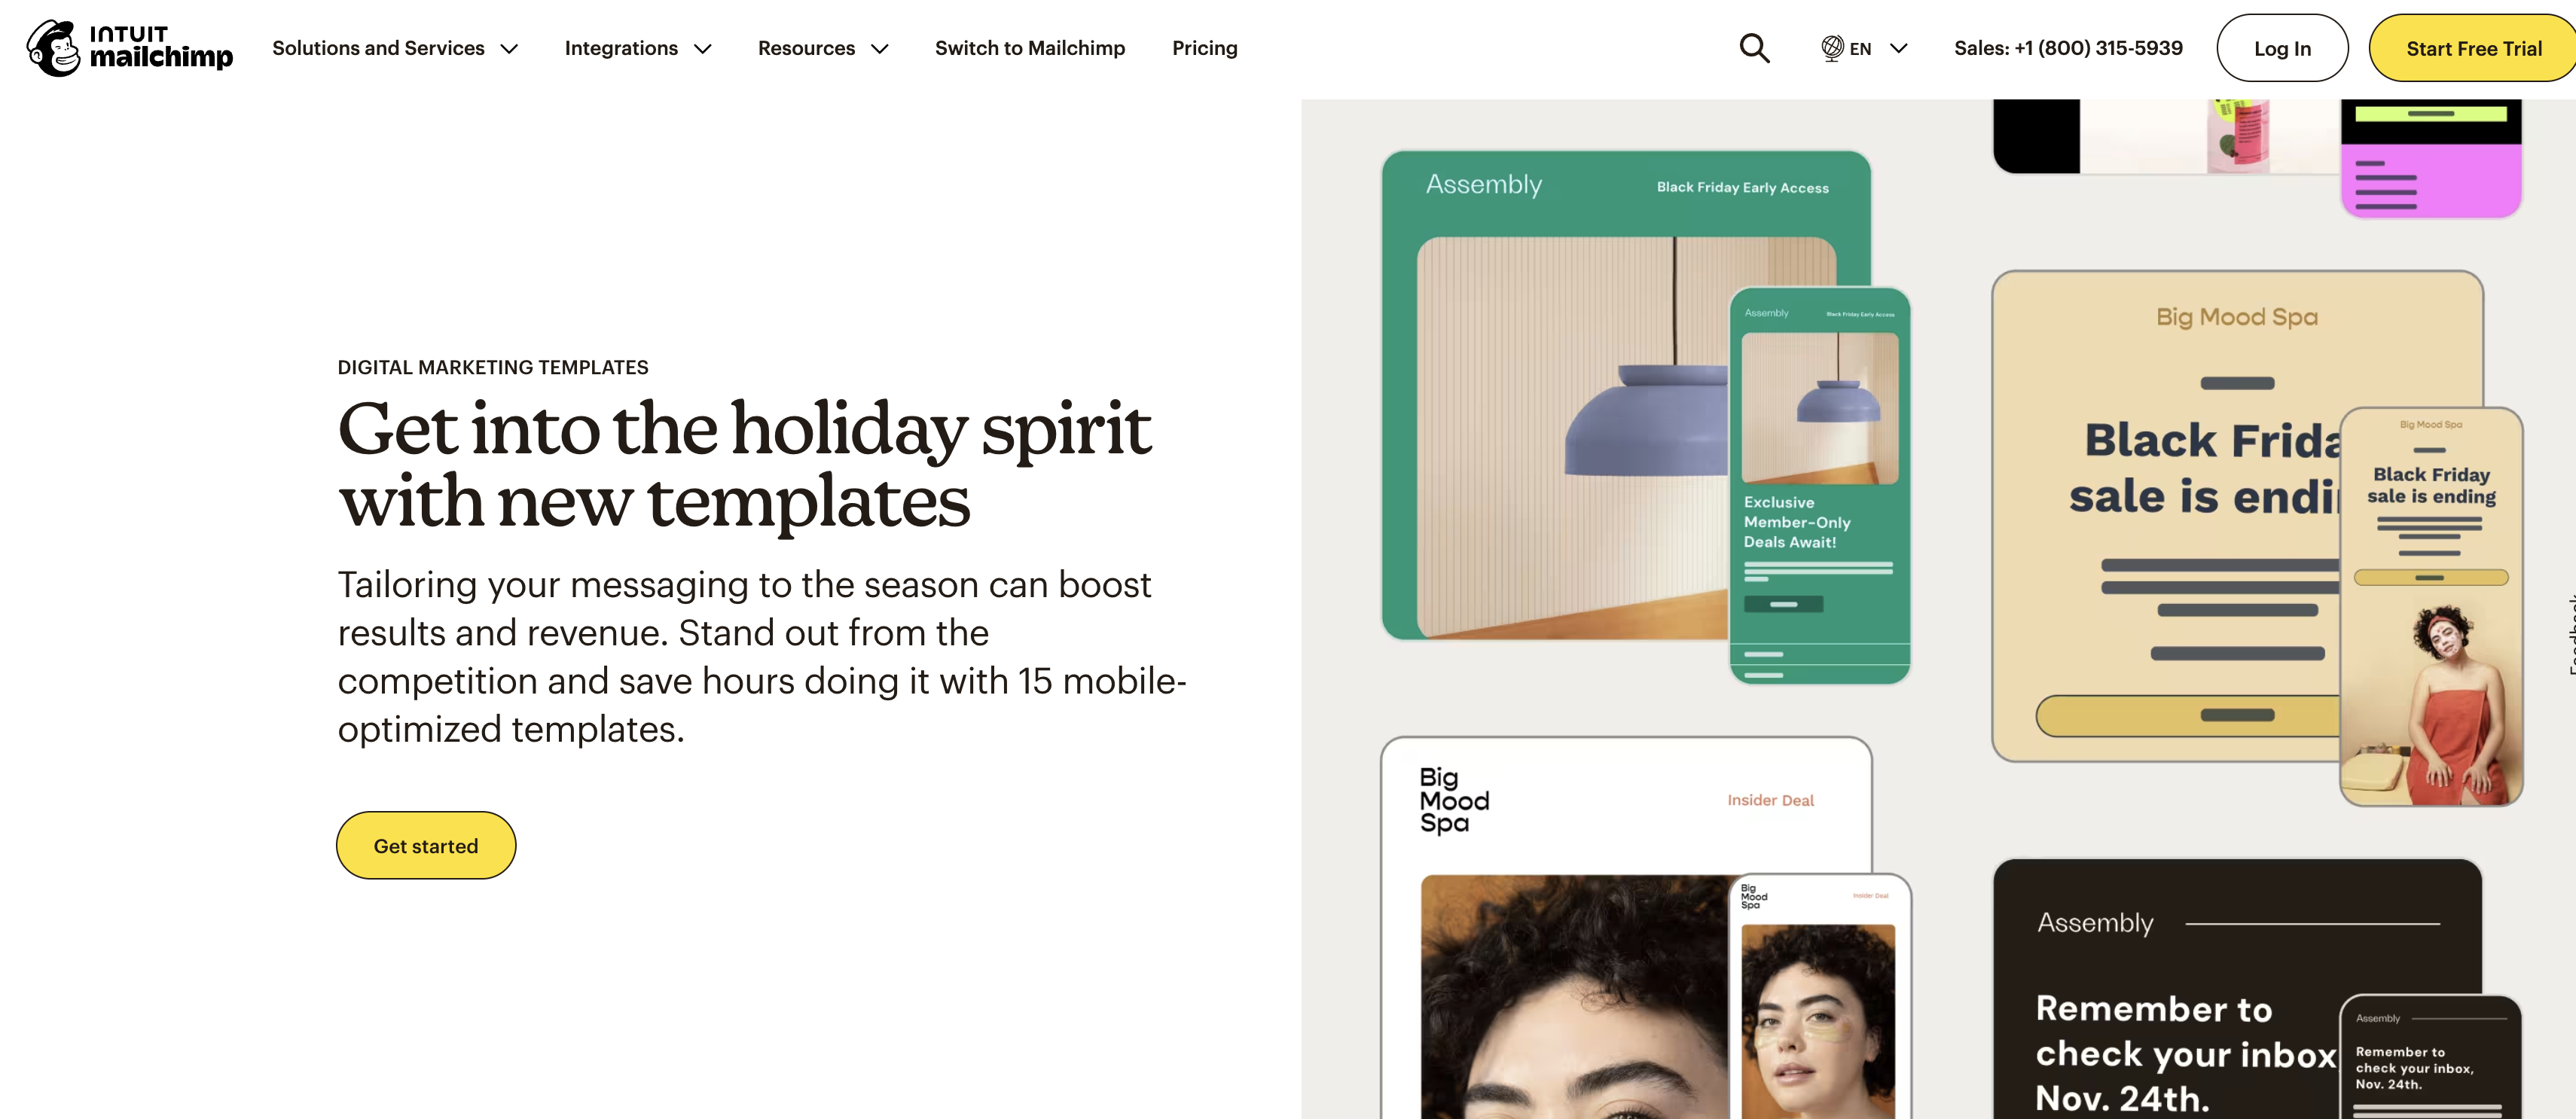 INTUIT
mailchimp
Solutions and Services
Integrations
Resources
Switch to Mailchimp
Pricing
EN
Sales: +1 (800) 315-5939
Log In
Start Free Trial
DIGITAL MARKETING TEMPLATES
Get into the holiday spirit
with new templates
Tailoring your messaging to the season can boost
results and revenue. Stand out from the
competition and save hours doing it with 15 mobile-
optimized templates.
Get started
Assembly
Black Friday Early Access
Assembly
Black Friday Early Access
Exclusive
Member-Only
Deals Await!
Big Mood Spa
Black Frida
sale is endi
Big Mood Spa
Black Friday
sale is ending
Feedback
Big
Mood
Spa
Insider Deal
Big
Mood
Spa
Insider Deal
Assembly
Remember to
check your inbox
Nov. 24th.
Assembly
Remember to
check your inbox,
Nov. 24th.